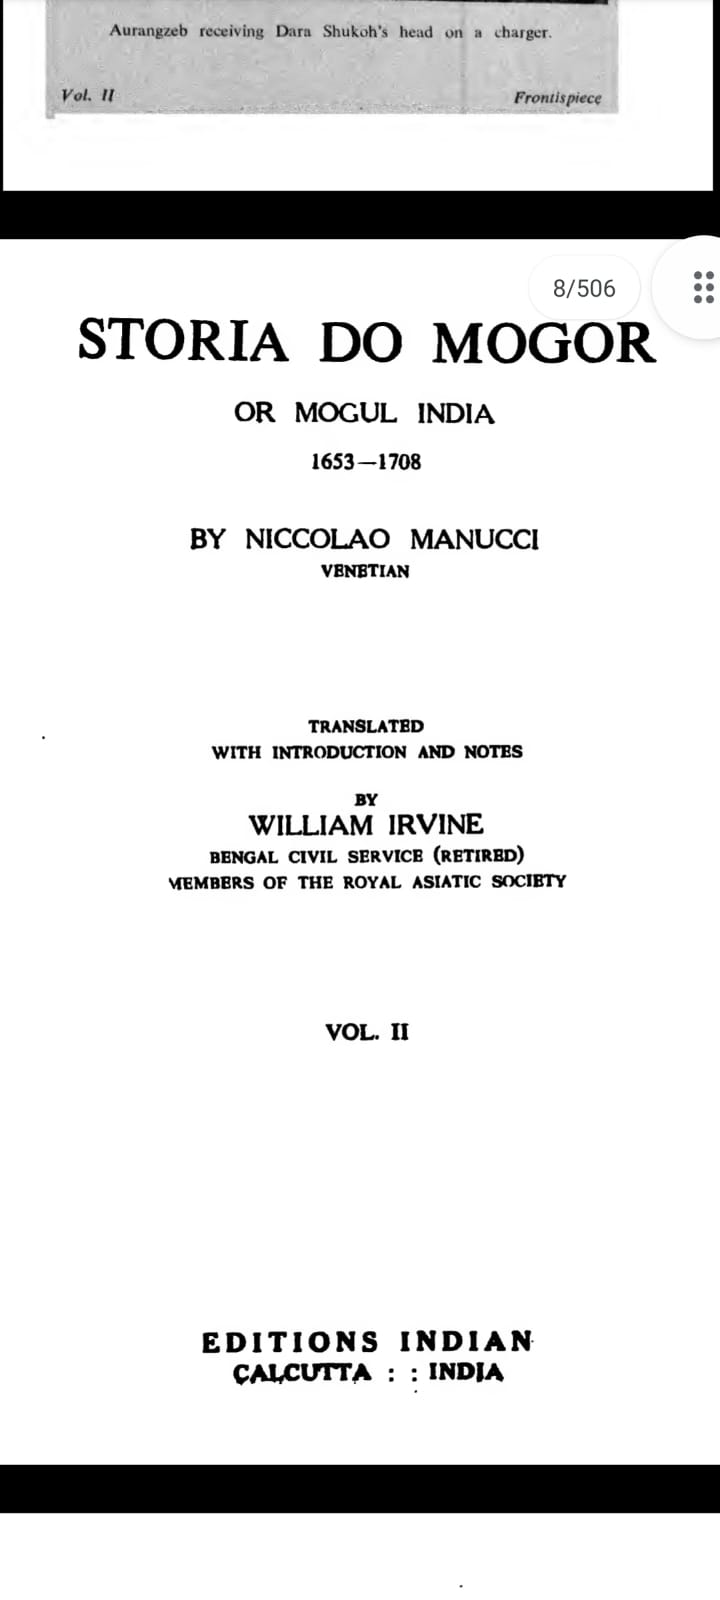 Aurangzeb receiving Dara Shukoh's head on a charger.
Vol. II Frontispiece
8/506
STORIA DO MOGOR
OR MOGUL INDIA
1653—1708
BY NICCOLAO MANUCCI
VENETIAN
TRANSLATED
WITH INTRODUCTION AND NOTES
BY
WILLIAM IRVINE
BENGAL CIVIL SERVICE (RETIRED)
MEMBERS OF THE ROYAL ASIATIC SOCIETY
VOL. II
EDITIONS INDIAN
CALCUTTA : : INDIA